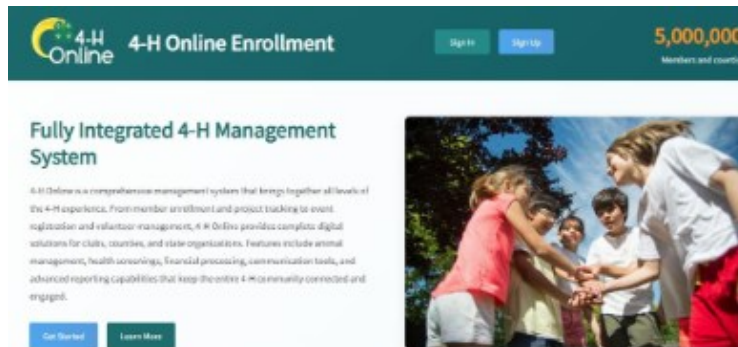 4-H
Online
4-H Online Enrollment
Sign In
Sign Up
5,000,000
Members and
Fully Integrated 4-H Management
System
4-H Online is a comprehensive management system that brings together all levels of
the 4-H experience. From member enrollment and project tracking to event
registration and volunteer management, 4-H Online provides complete digital
solutions for clubs, counties, and state organizations. Features include animal
management, health screenings, financial processing, communication tools, and
advanced reporting capabilities that keep the entire 4-H community connected and
engaged.
Get Started
Learn More